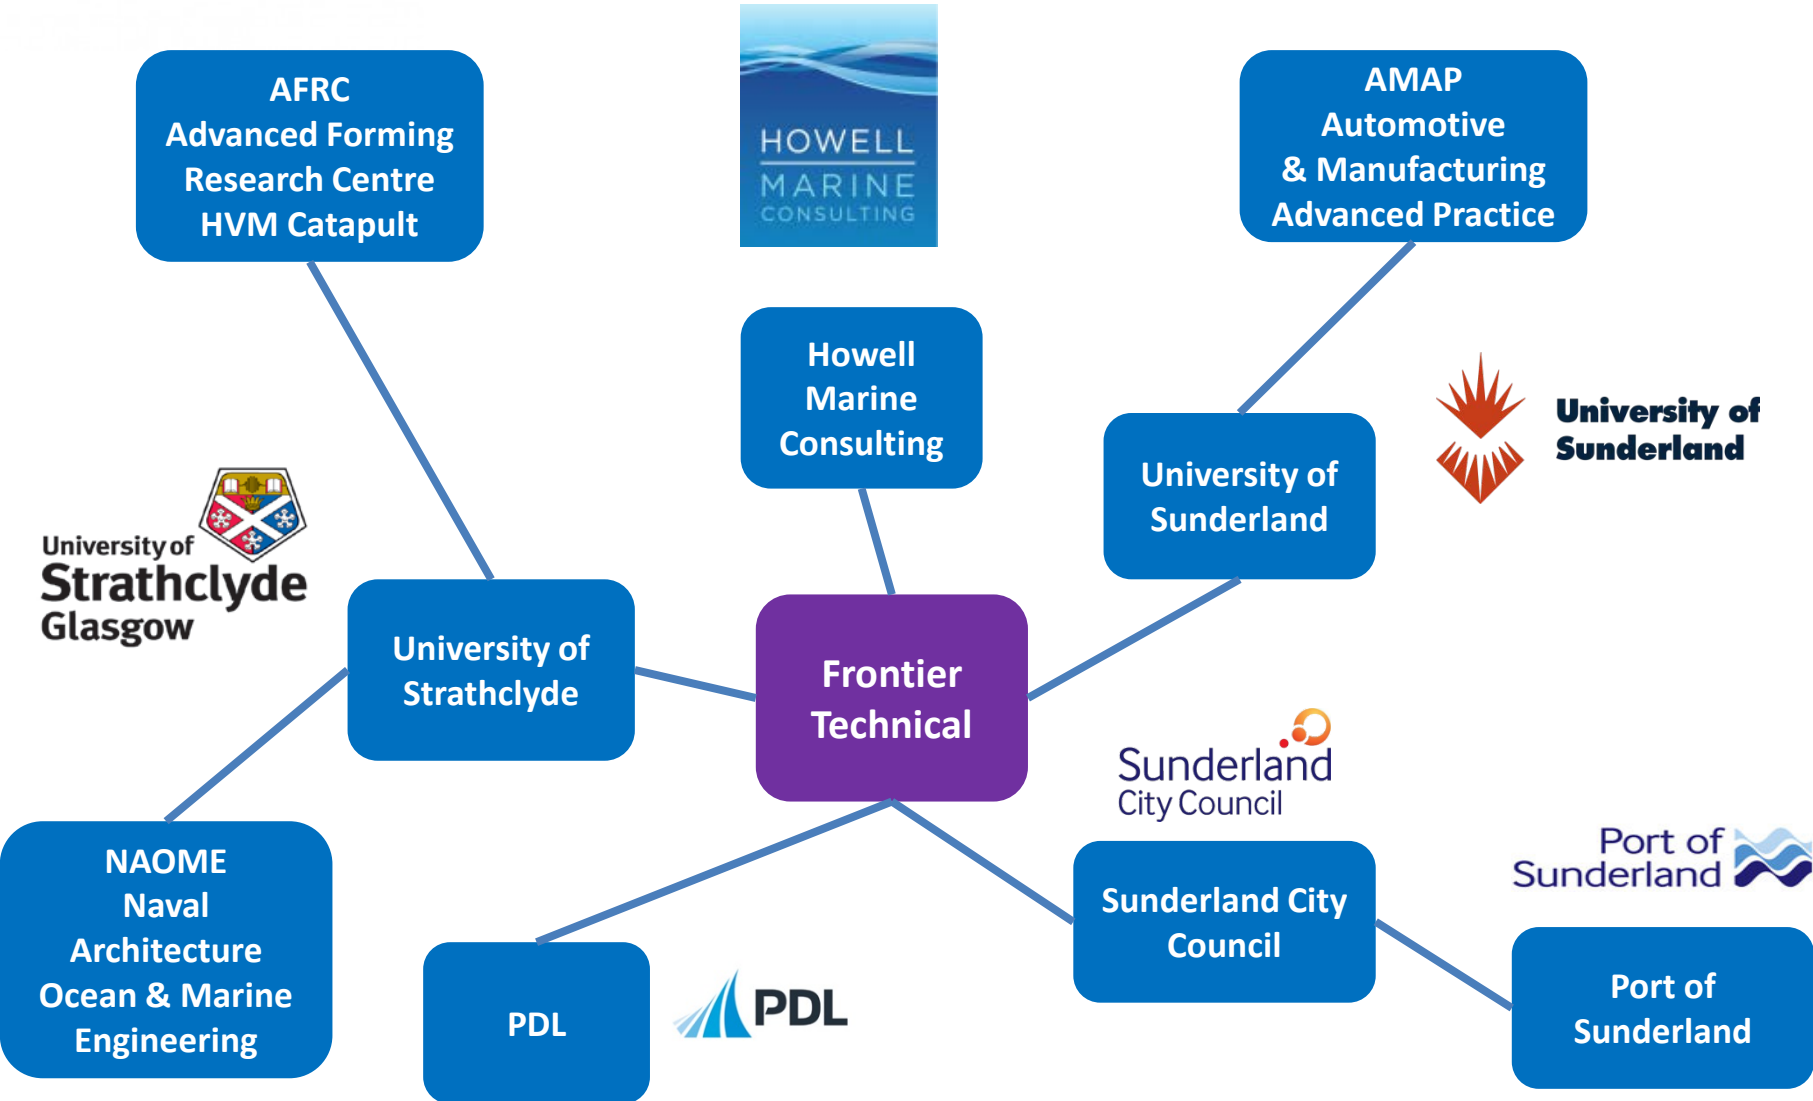 AFRC
Advanced Forming
Research Centre
HVM Catapult
HOWELL
MARINE
CONSULTING
AMAP
Automotive
& Manufacturing
Advanced Practice
Howell
Marine
Consulting
University of
Sunderland
University of
Sunderland
University of
Strathclyde
Glasgow
University of
Strathclyde
Frontier
Technical
Sunderland
City Council
Port of
Sunderland
NAOME
Naval
Architecture
Ocean & Marine
Engineering
PDL
PDL
Sunderland City
Council
Port of
Sunderland